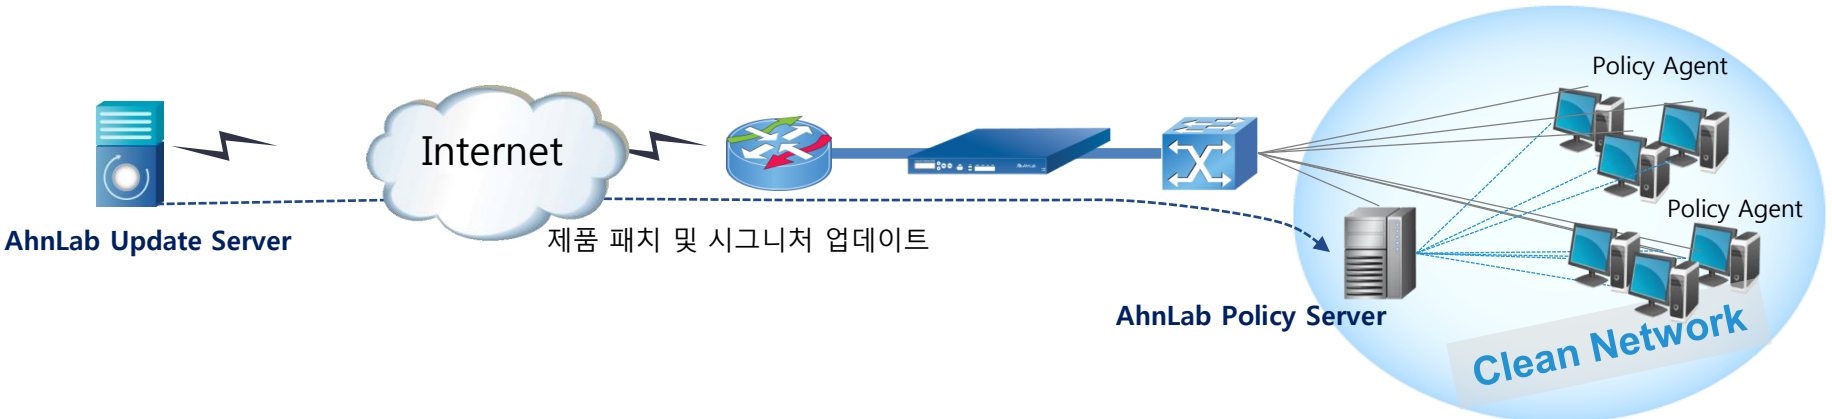 Policy Agent
Internet
Policy Agent
AhnLab Update Server
제품 패치 및 시그니처 업데이트
AhnLab Policy Server
Clean Network